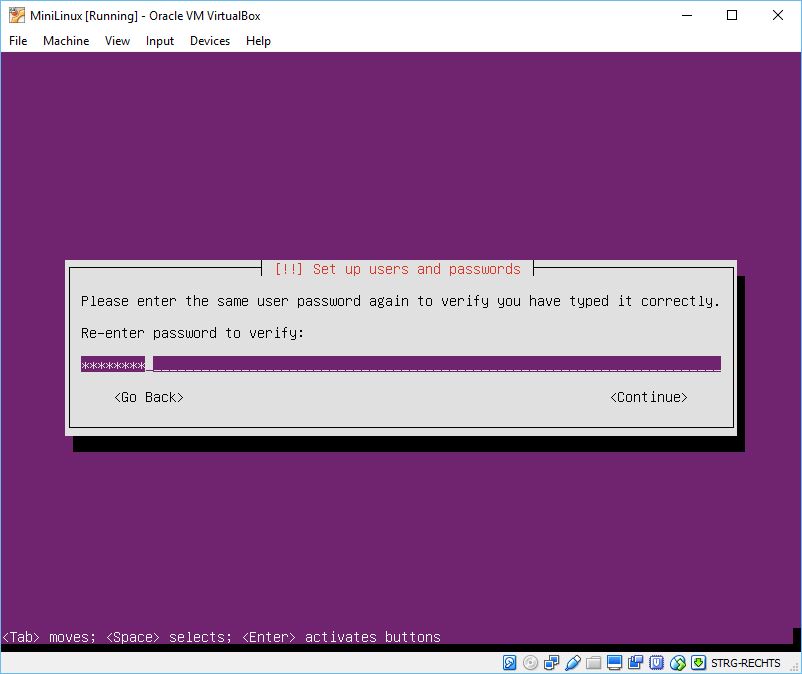 MiniLinux [Running] - Oracle VM VirtualBox
File Machine View Input Devices Help
[!!] Set up users and passwords
Please enter the same user password again to verify you have typed it correctly.
Re-enter password to verify:
********
<Go Back> <Continue>
<Tab> moves; <Space> selects; <Enter> activates buttons
STRG-RECHTS